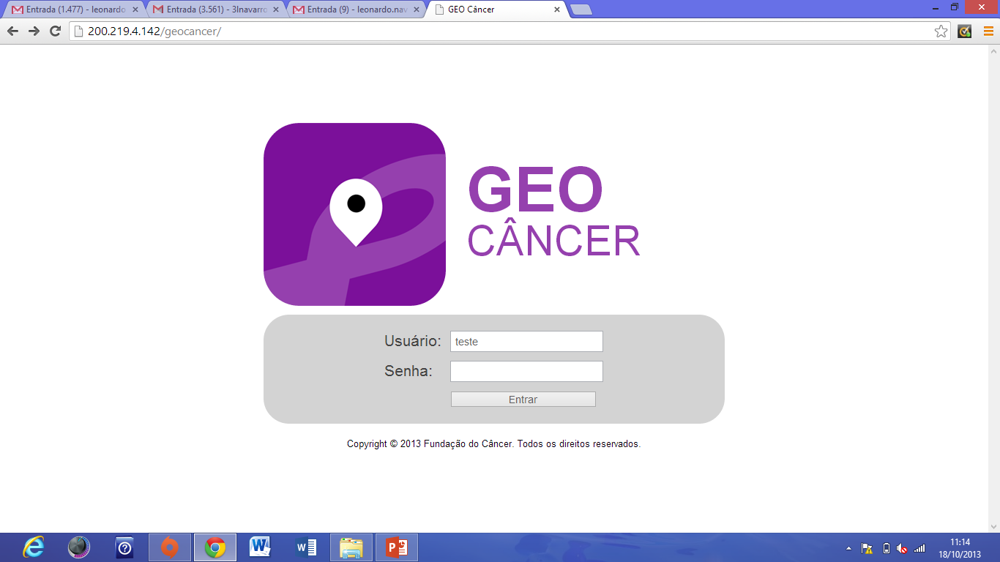 Entrada (1.477) - leonardo
Entrada (3.561) - 3lnavarro
Entrada (9) - leonardo.nav
GEO Câncer
200.219.4.142/geocancer/
GEO
CÂNCER
Usuário: teste
Senha:
Entrar
Copyright © 2013 Fundação do Câncer. Todos os direitos reservados.
11:14
18/10/2013